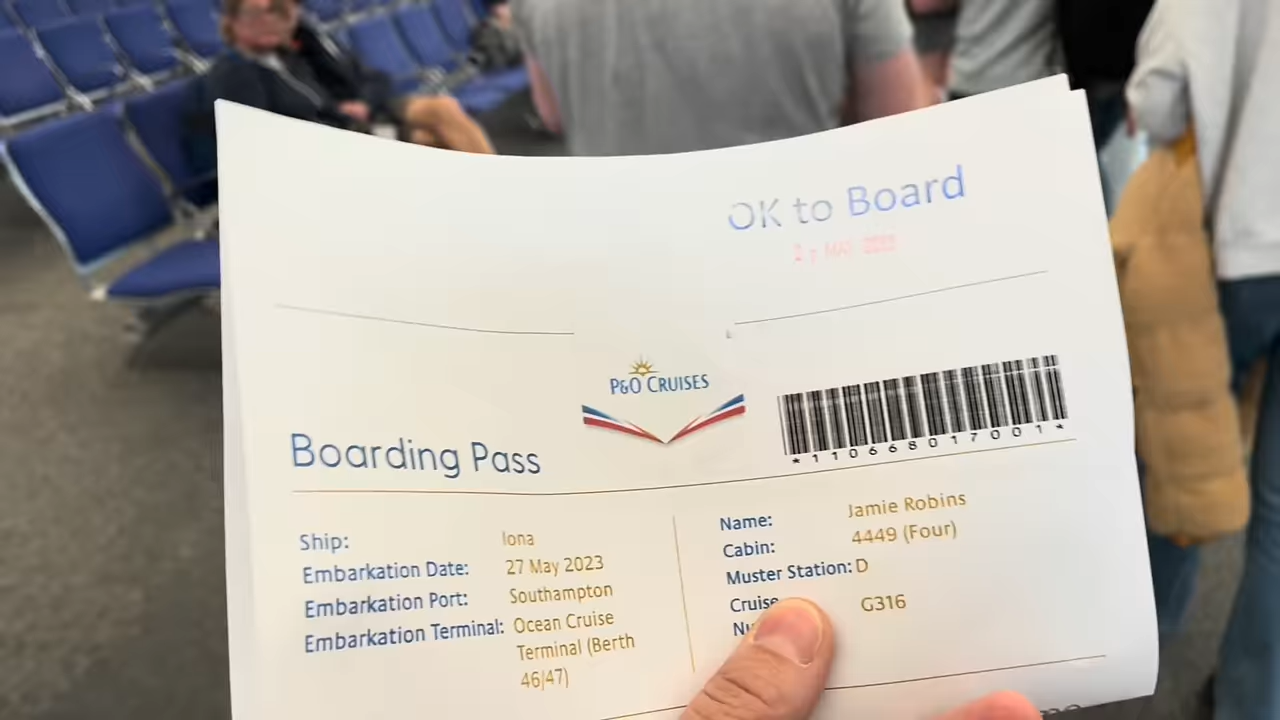 OK to Board
P&O CRUISES
*110668017001*
Boarding Pass
Ship: Iona
Embarkation Date: 27 May 2023
Embarkation Port: Southampton
Embarkation Terminal: Ocean Cruise
Terminal (Berth
46/47)
Name: Jamie Robins
Cabin: 4449 (Four)
Muster Station: D
Cruise G316